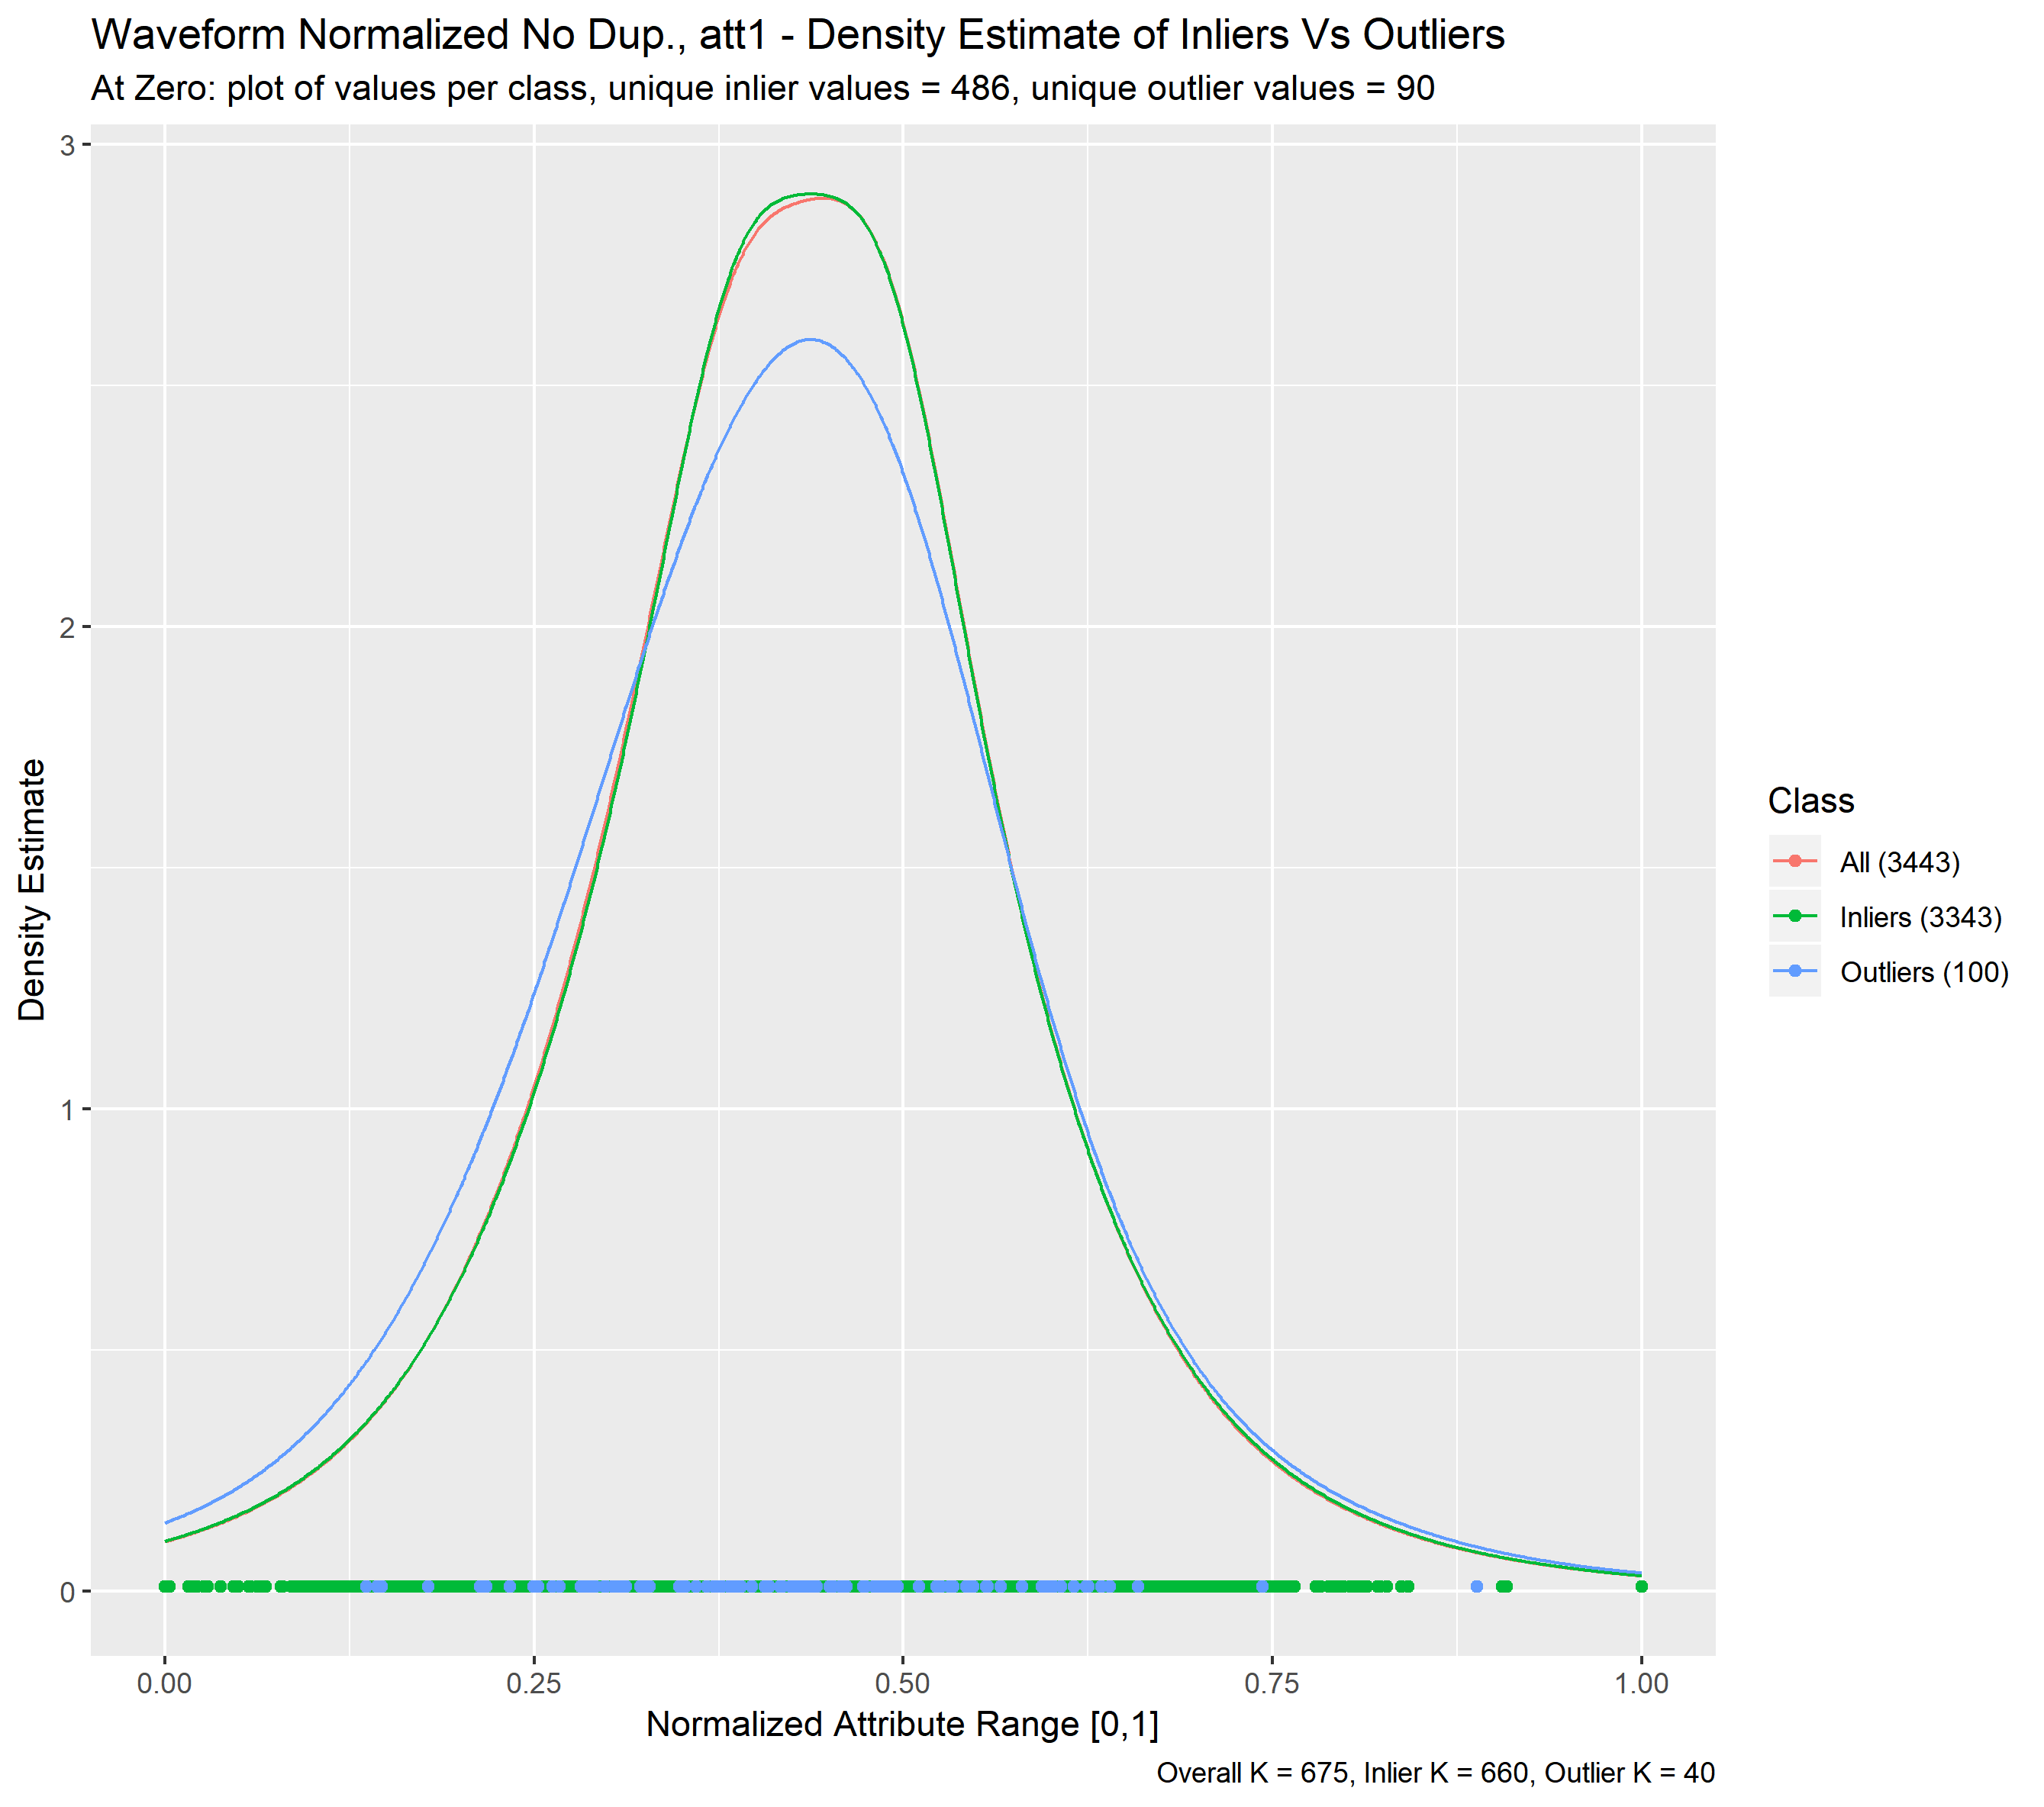 Waveform Normalized No Dup., att1 - Density Estimate of Inliers Vs Outliers
At Zero: plot of values per class, unique inlier values = 486, unique outlier values = 90
3
2
1
0
Density Estimate
0.00 0.25 0.50 0.75 1.00
Normalized Attribute Range [0,1]
Overall K = 675, Inlier K = 660, Outlier K = 40
Class
All (3443)
Inliers (3343)
Outliers (100)